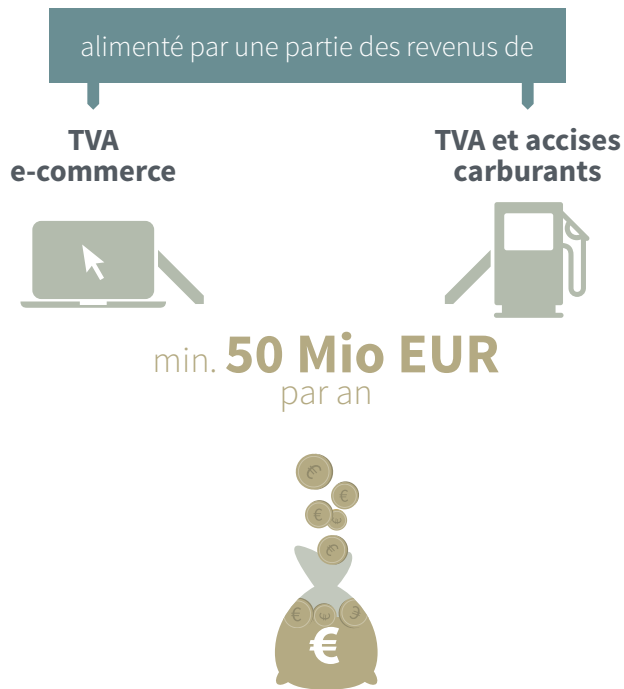 alimenté par une partie des revenus de
TVA
e-commerce
TVA et accises
carburants
min. 50 Mio EUR
par an
€